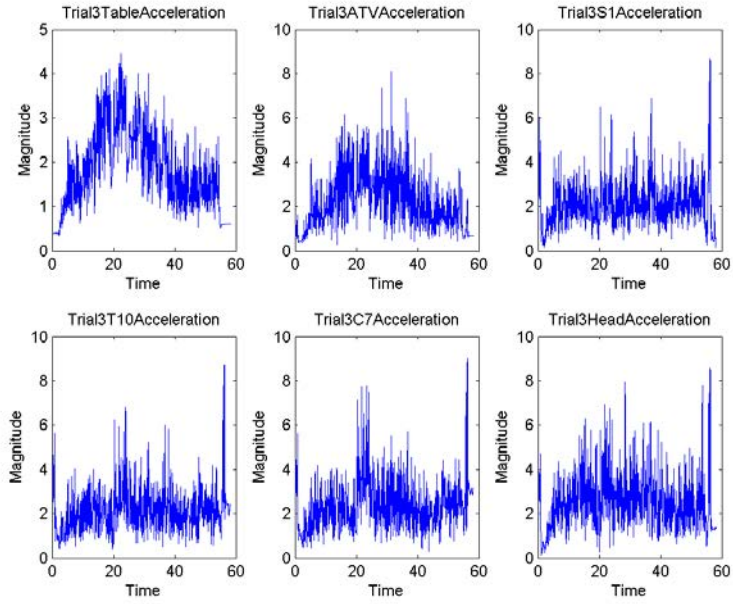 Trial3TableAcceleration Trial3ATVAcceleration Trial3S1Acceleration
5 10 10
4 8 8
3 6 6
2 4 4
1 2 2
0 0 0
Magnitude Magnitude Magnitude
0 20 40 60 0 20 40 60 0 20 40 60
Time Time Time
Trial3T10Acceleration Trial3C7Acceleration Trial3HeadAcceleration
10 10 10
8 8 8
6 6 6
4 4 4
2 2 2
0 0 0
Magnitude Magnitude Magnitude
0 20 40 60 0 20 40 60 0 20 40 60
Time Time Time